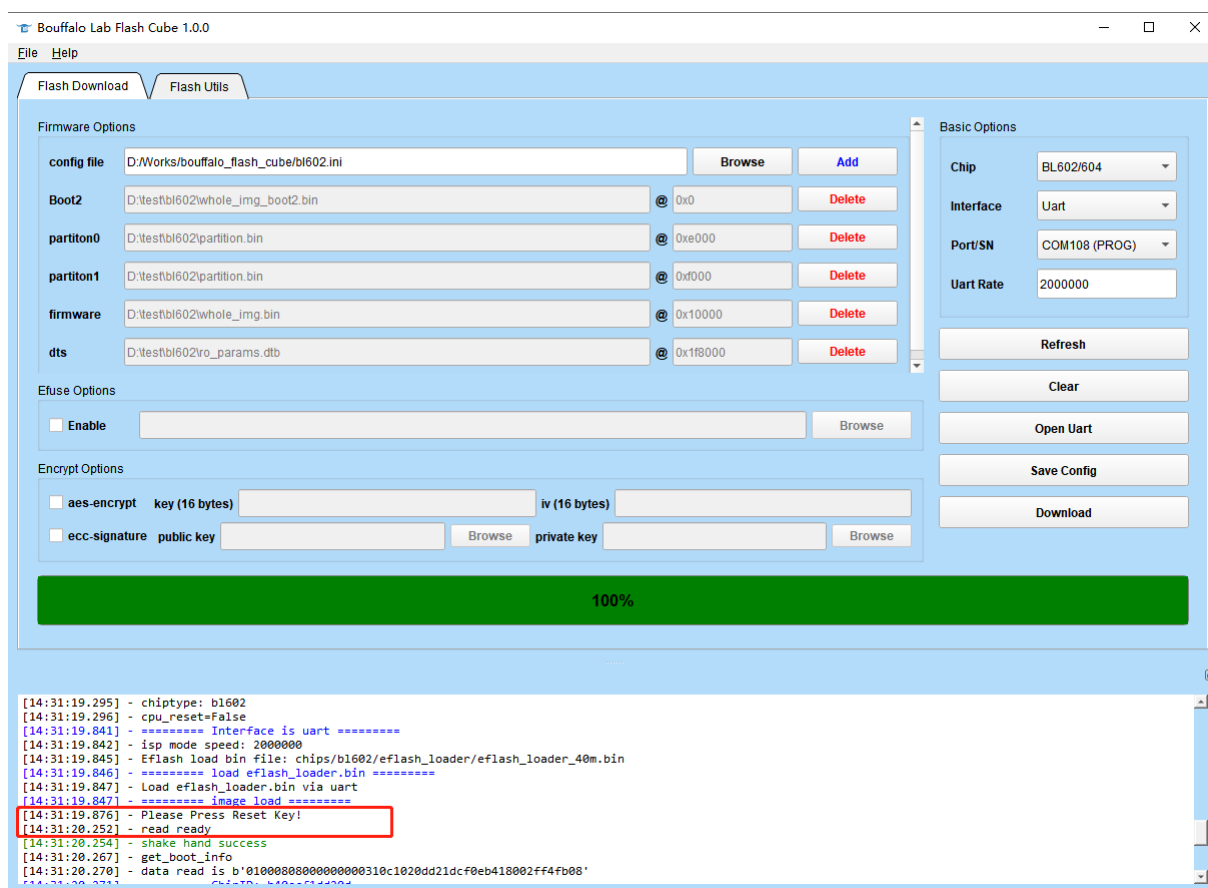 Bouffalo Lab Flash Cube 1.0.0
File Help
Flash Download Flash Utils
Firmware Options
config file D:/Works/bouffalo_flash_cube/bl602.ini Browse Add
Boot2 D:\test\bl602\whole_img_boot2.bin @ 0x0 Delete
partiton0 D:\test\bl602\partition.bin @ 0xe000 Delete
partiton1 D:\test\bl602\partition.bin @ 0xf000 Delete
firmware D:\test\bl602\whole_img.bin @ 0x10000 Delete
dts D:\test\bl602\ro_params.dtb @ 0x1f8000 Delete
Efuse Options
Enable Browse
Encrypt Options
aes-encrypt key (16 bytes) iv (16 bytes)
ecc-signature public key Browse private key Browse
Basic Options
Chip BL602/604
Interface Uart
Port/SN COM108 (PROG)
Uart Rate 2000000
Refresh
Clear
Open Uart
Save Config
Download
100%
[14:31:19.295] - chiptype: bl602
[14:31:19.296] - cpu_reset=False
[14:31:19.841] - ========= Interface is uart =========
[14:31:19.842] - isp mode speed: 2000000
[14:31:19.845] - Eflash load bin file: chips/bl602/eflash_loader/eflash_loader_40m.bin
[14:31:19.846] - ========= load eflash_loader.bin =========
[14:31:19.847] - Load eflash_loader.bin via uart
[14:31:19.847] - ========= image load =========
[14:31:19.876] - Please Press Reset Key!
[14:31:20.252] - read ready
[14:31:20.254] - shake hand success
[14:31:20.267] - get_boot_info
[14:31:20.270] - data read is b'01000808000000000310c1020dd21dcf0eb418002ff4fb08'